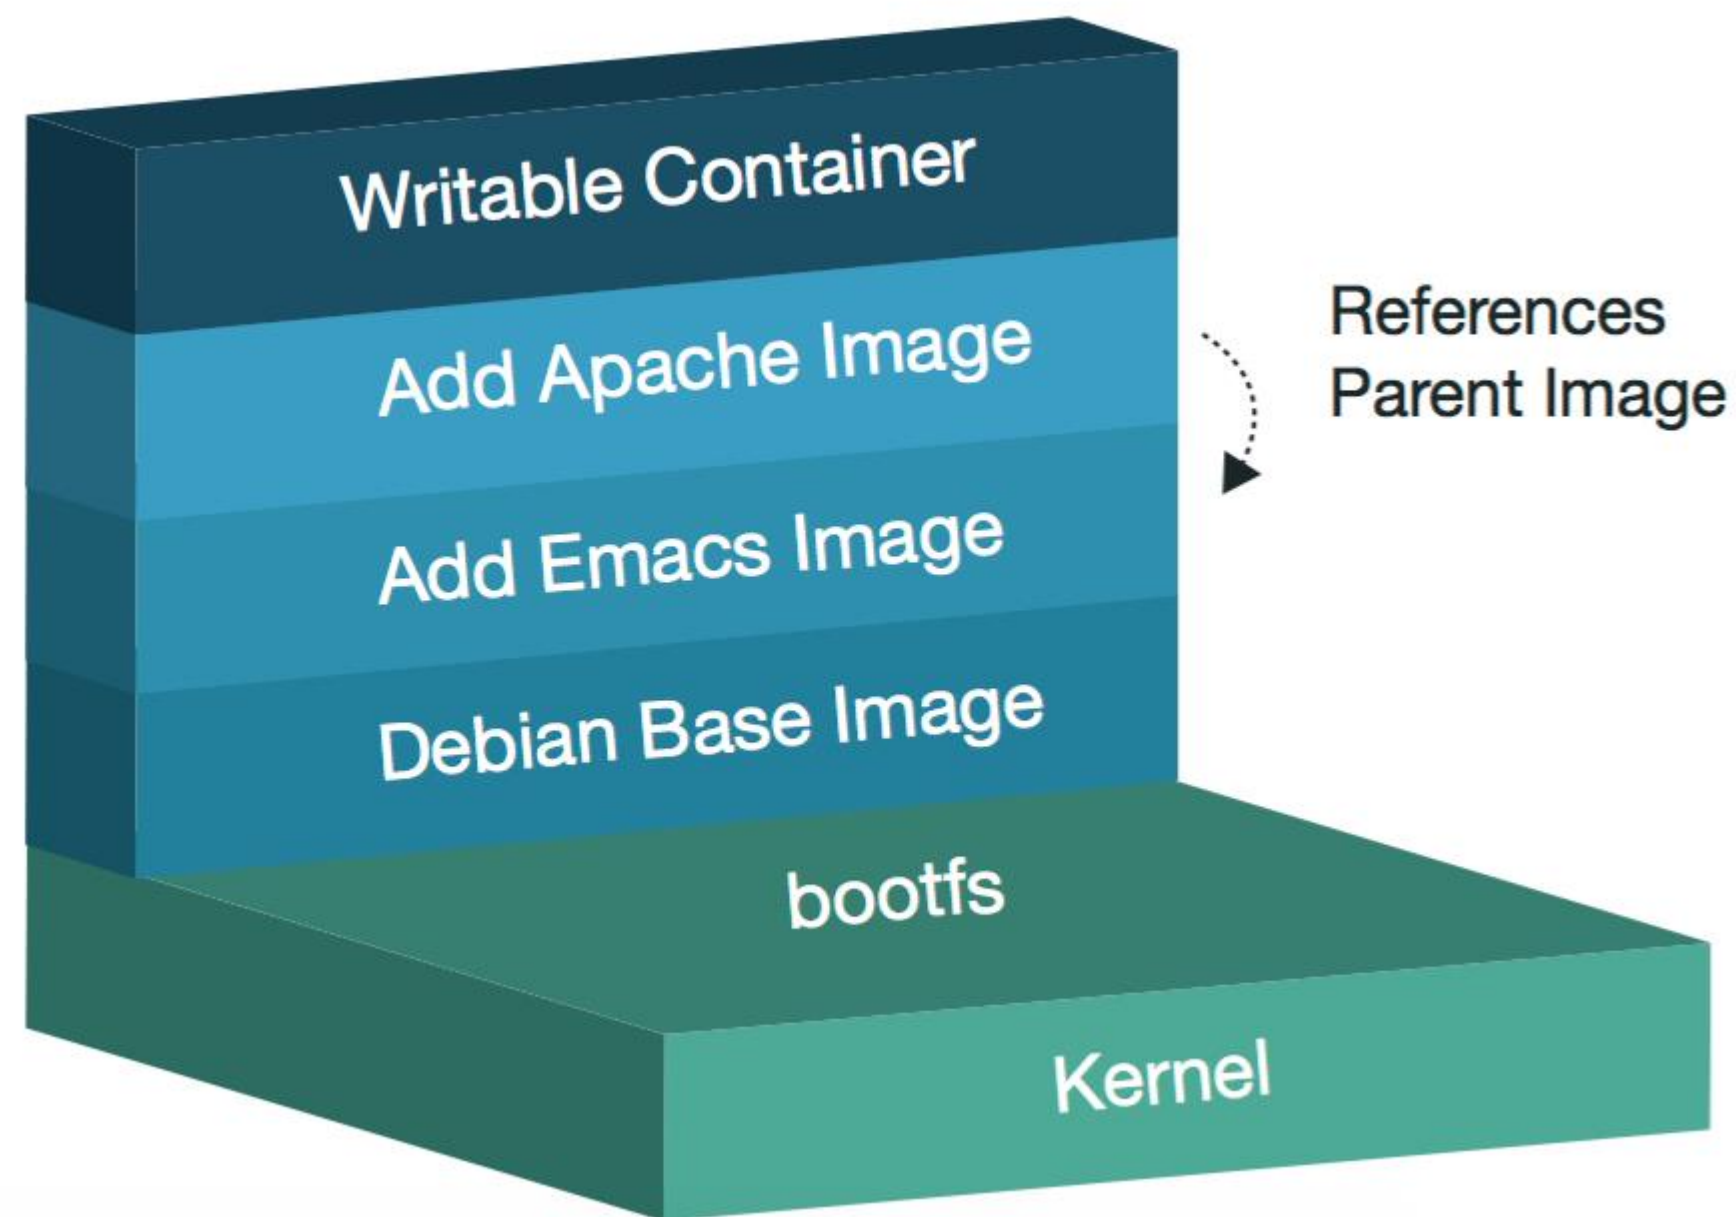 Writable Container
Add Apache Image
References
Parent Image
Add Emacs Image
Debian Base Image
bootfs
Kernel